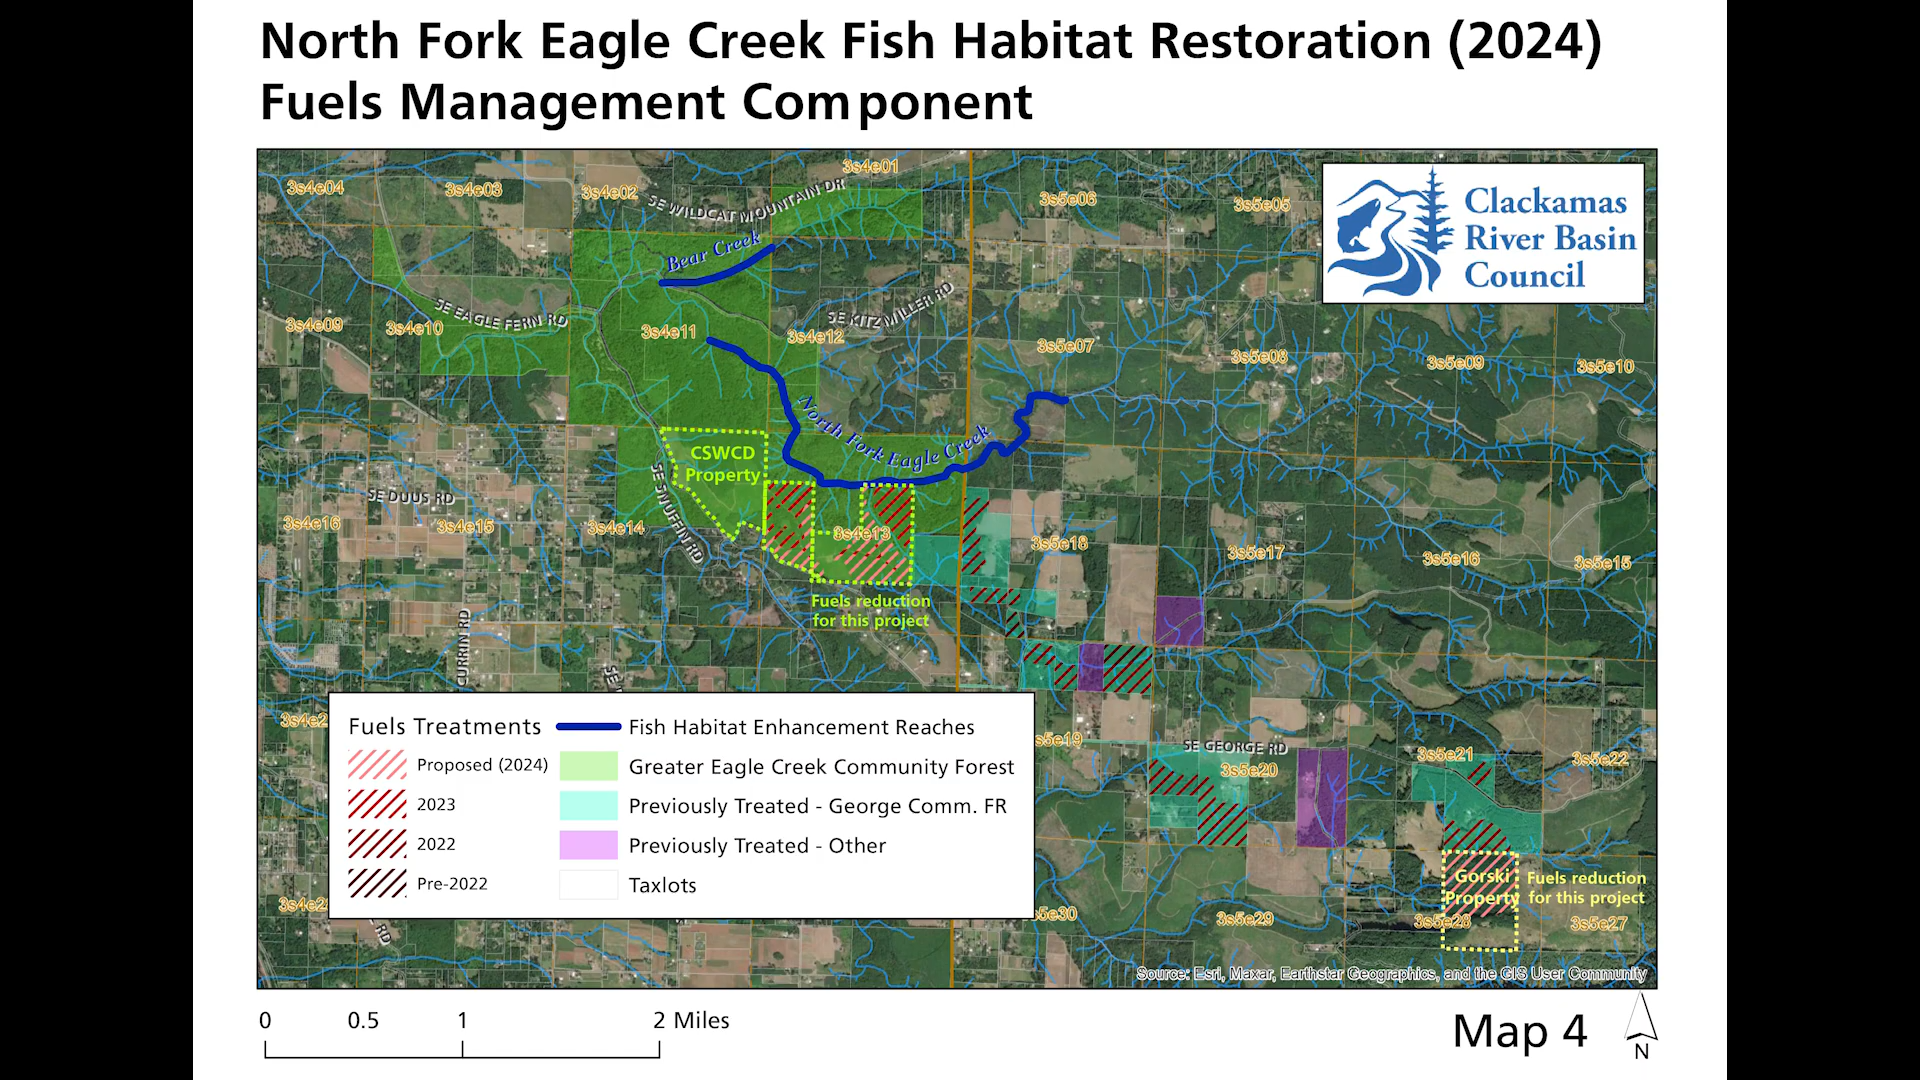 North Fork Eagle Creek Fish Habitat Restoration (2024)
Fuels Management Component
3s4e01
3s4e04
3s4e03
3s4e02
SE WILDCAT MOUNTAIN DR
3s5e06
3s5e05
Clackamas
River Basin
Council
Bear Creek
SE EAGLE FERN RD
SE KITZMILLER RD
3s4e09
3s4e10
3s4e11
3s4e12
3s5e07
3s5e08
3s5e09
3s5e10
North Fork Eagle Creek
CSWCD
Property
SE DUUS RD
SE SNUFFIN RD
3s4e16
3s4e15
3s4e14
3s4e13
3s5e18
3s5e17
3s5e16
3s5e15
Fuels reduction
for this project
CURRIN RD
SE
3s4e2
s5e19
SE GEORGE RD
3s5e20
3s5e21
3s5e22
Fuels Treatments
Proposed (2024)
2023
2022
Pre-2022
Fish Habitat Enhancement Reaches
Greater Eagle Creek Community Forest
Previously Treated - George Comm. FR
Previously Treated - Other
Taxlots
Gorski
Property
Fuels reduction
for this project
3s4e2
RD
5e30
3s5e29
3s5e28
3s5e27
Source: Esri, Maxar, Earthstar Geographics, and the GIS User Community
0 0.5 1 2 Miles
Map 4
N